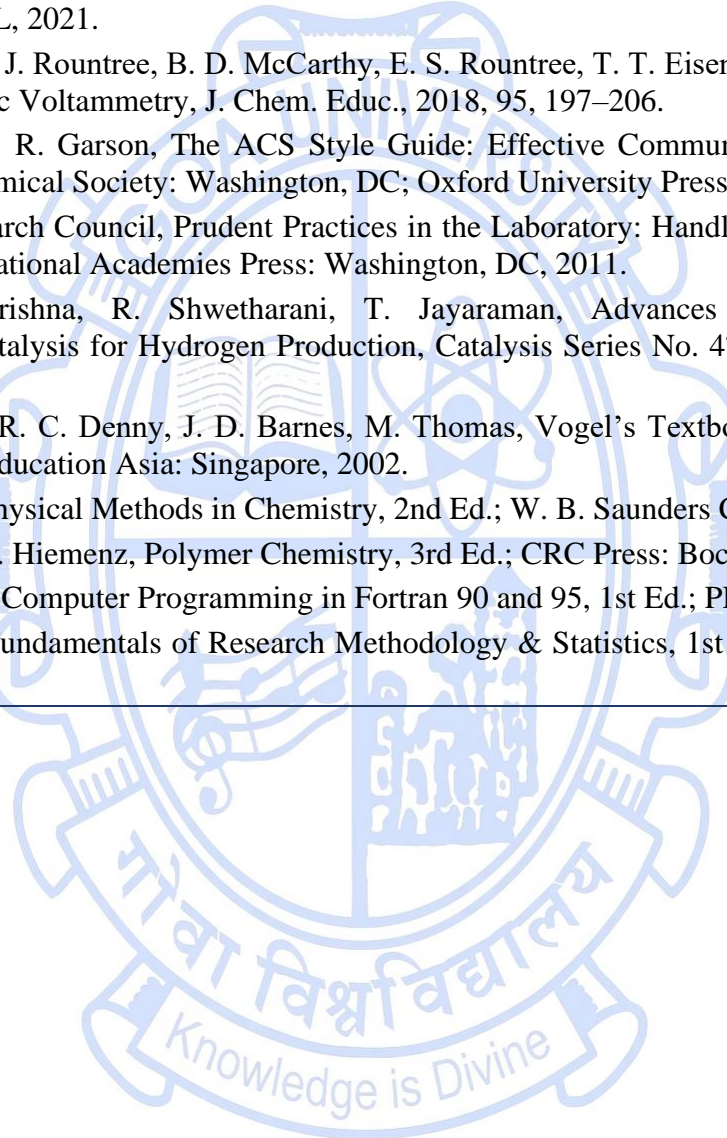 L, 2021.
J. Rountree, B. D. McCarthy, E. S. Rountree, T. T. Eisen
c Voltammetry, J. Chem. Educ., 2018, 95, 197–206.
. R. Garson, The ACS Style Guide: Effective Commun
mical Society: Washington, DC; Oxford University Press
arch Council, Prudent Practices in the Laboratory: Handl
ational Academies Press: Washington, DC, 2011.
rishna, R. Shwetharani, T. Jayaraman, Advances
talysis for Hydrogen Production, Catalysis Series No. 4
R. C. Denny, J. D. Barnes, M. Thomas, Vogel’s Textbo
ducation Asia: Singapore, 2002.
hysical Methods in Chemistry, 2nd Ed.; W. B. Saunders C
. Hiemenz, Polymer Chemistry, 3rd Ed.; CRC Press: Boc
Computer Programming in Fortran 90 and 95, 1st Ed.; P
undamentals of Research Methodology & Statistics, 1st
GOA UNIVERSITY
गोंवा विश्वविद्यालय
Knowledge is Divine